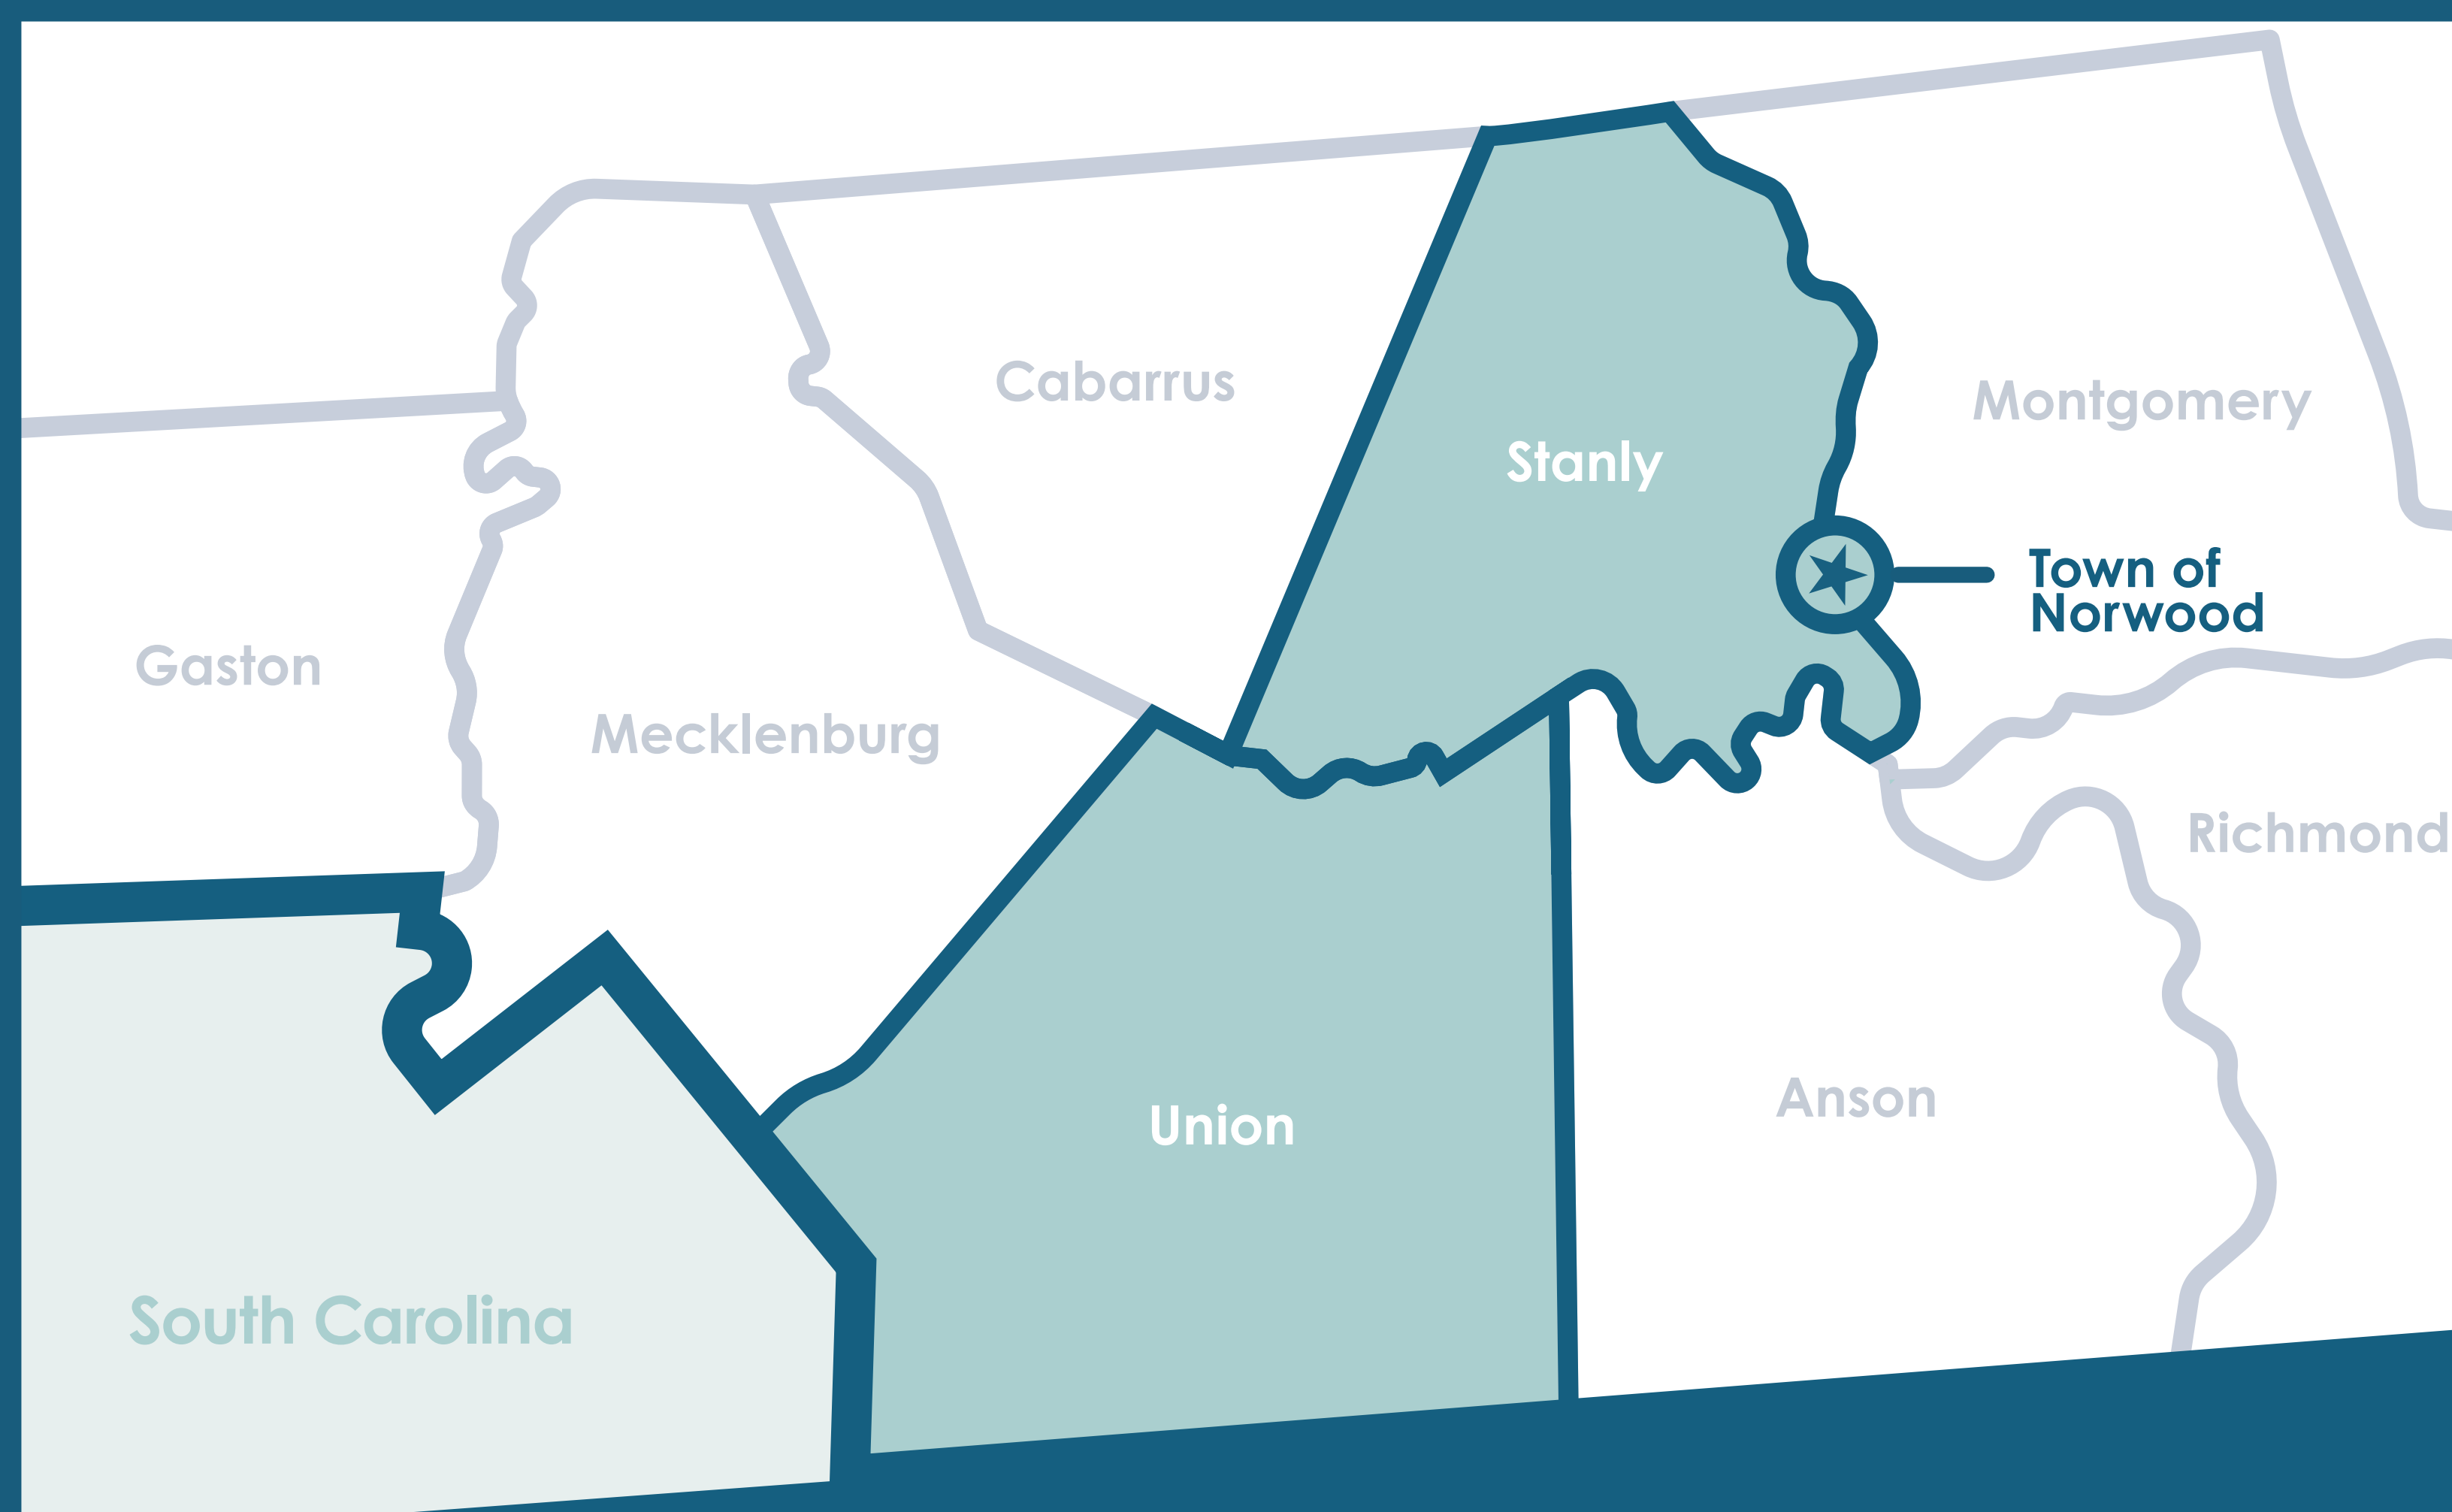 Cabarrus
Montgomery
Stanly
Town of
Norwood
Gaston
Mecklenburg
Richmond
Anson
Union
South Carolina